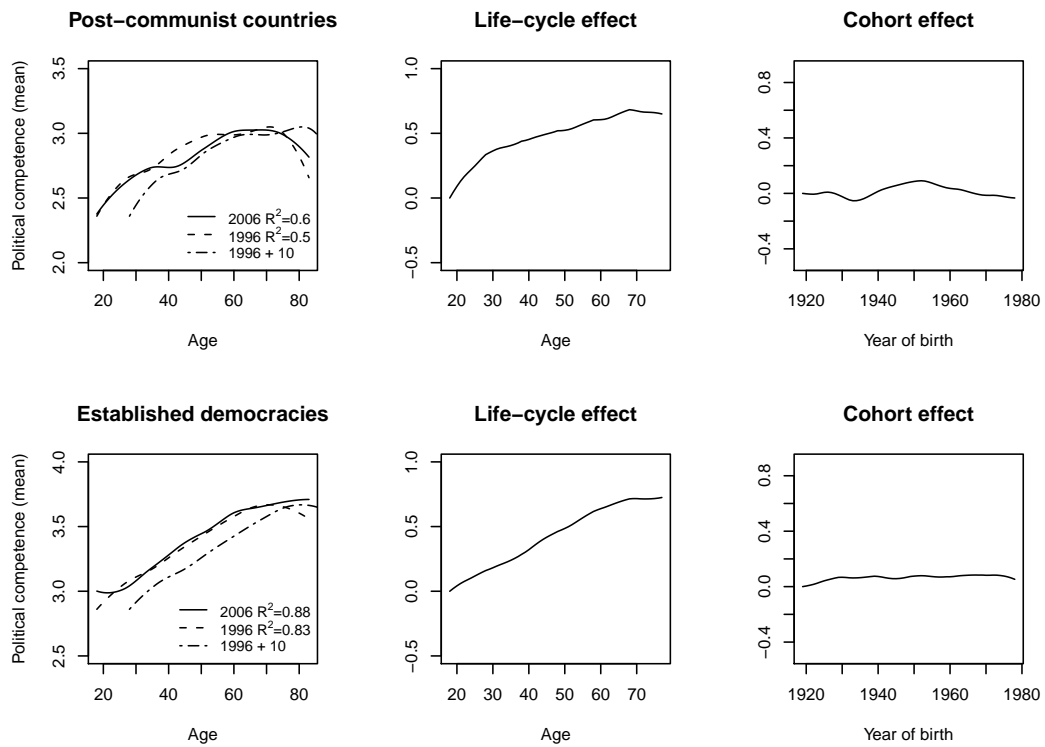 Post−communist countries
Political competence (mean)
3.5
3.0
2.5
2.0
2006 R²=0.6
1996 R²=0.5
1996 + 10
20 40 60 80
Age
Life−cycle effect
1.0
0.5
0.0
−0.5
20 30 40 50 60 70
Age
Cohort effect
0.8
0.4
0.0
−0.4
1920 1940 1960 1980
Year of birth
Established democracies
Political competence (mean)
4.0
3.5
3.0
2.5
2006 R²=0.88
1996 R²=0.83
1996 + 10
20 40 60 80
Age
Life−cycle effect
1.0
0.5
0.0
−0.5
20 30 40 50 60 70
Age
Cohort effect
0.8
0.4
0.0
−0.4
1920 1940 1960 1980
Year of birth